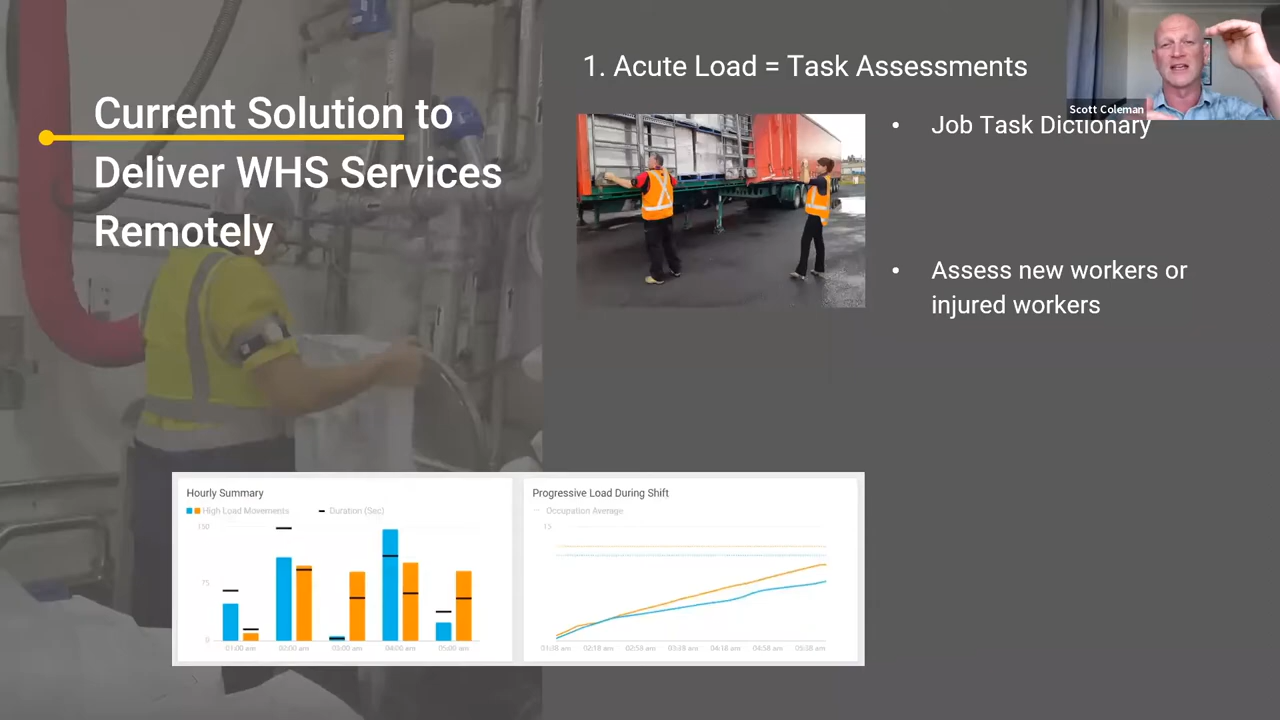 Current Solution to
Deliver WHS Services
Remotely
1. Acute Load = Task Assessments
Scott Coleman
• Job Task Dictionary
• Assess new workers or
injured workers
Hourly Summary
High Load Movements
Duration (Sec)
150
75
0
01:00 am 02:00 am 03:00 am 04:00 am 05:00 am
Progressive Load During Shift
Occupation Average
15
01:38 am 02:18 am 02:58 am 03:38 am 04:18 am 04:58 am 05:38 am